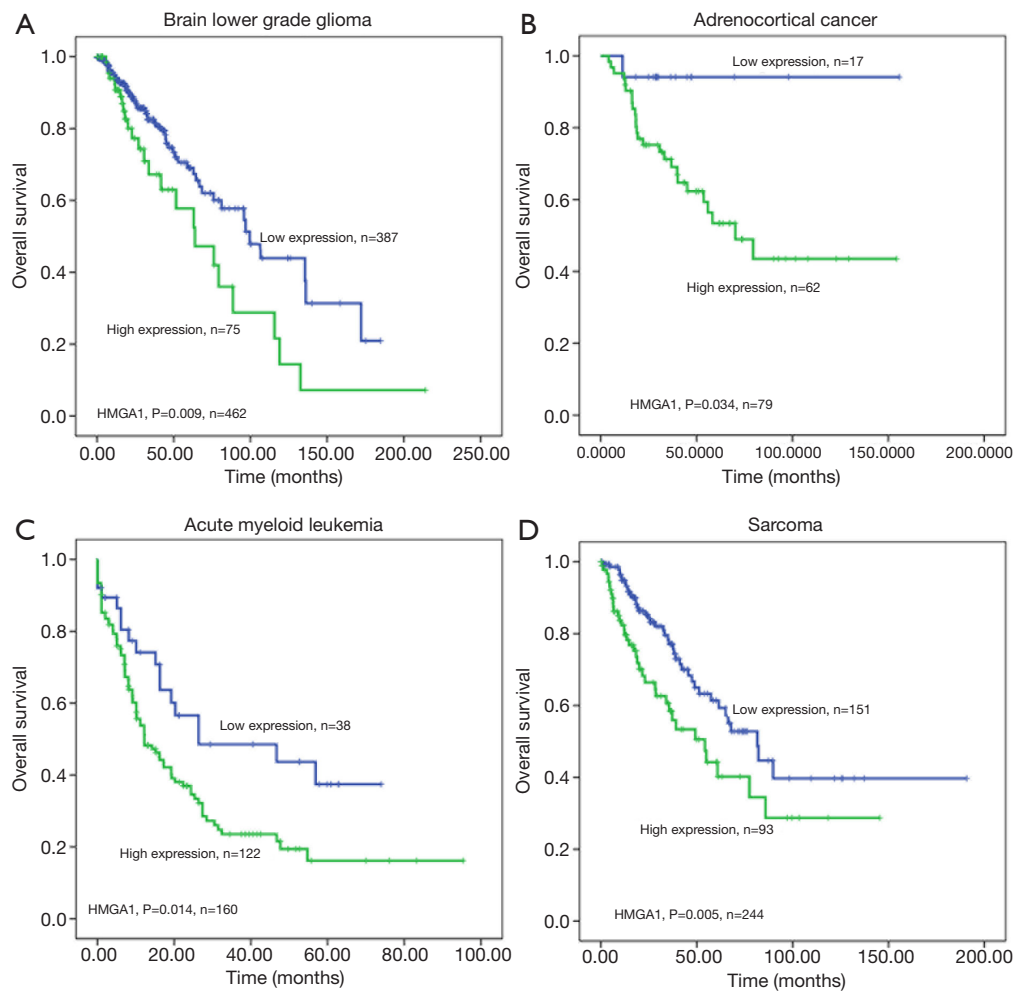 A
Brain lower grade glioma
Overall survival
1.0
0.8
0.6
0.4
0.2
0.0
Low expression, n=387
High expression, n=75
HMGA1, P=0.009, n=462
0.00 50.00 100.00 150.00 200.00 250.00
Time (months)
B
Adrenocortical cancer
Overall survival
1.0
0.8
0.6
0.4
0.2
0.0
Low expression, n=17
High expression, n=62
HMGA1, P=0.034, n=79
0.0000 50.0000 100.0000 150.0000 200.0000
Time (months)
C
Acute myeloid leukemia
Overall survival
1.0
0.8
0.6
0.4
0.2
0.0
Low expression, n=38
High expression, n=122
HMGA1, P=0.014, n=160
0.00 20.00 40.00 60.00 80.00 100.00
Time (months)
D
Sarcoma
Overall survival
1.0
0.8
0.6
0.4
0.2
0.0
Low expression, n=151
High expression, n=93
HMGA1, P=0.005, n=244
0.00 50.00 100.00 150.00 200.00
Time (months)